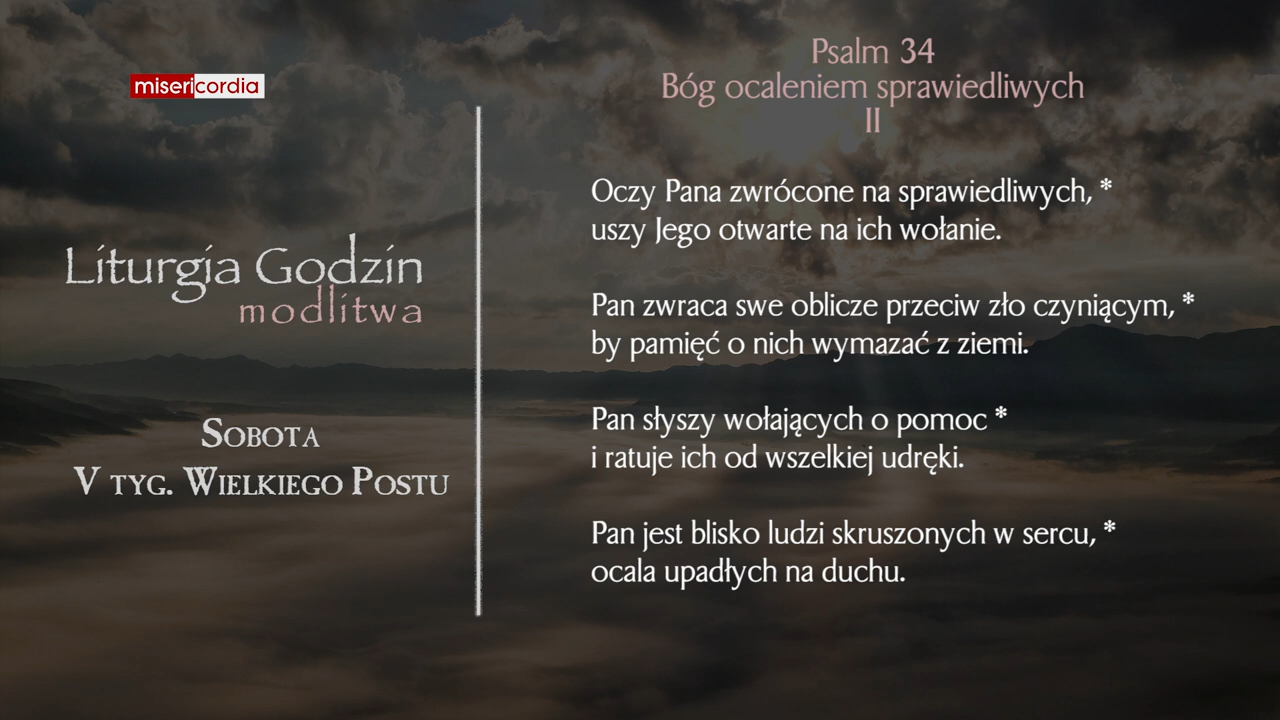 misericordia
Liturgia Godzin
modlitwa
Sobota
V tyg. Wielkiego Postu
Psalm 34
Bóg ocaleniem sprawiedliwych
II
Oczy Pana zwrócone na sprawiedliwych, *
uszy Jego otwarte na ich wołanie.
Pan zwraca swe oblicze przeciw zło czyniącym, *
by pamięć o nich wymazać z ziemi.
Pan słyszy wołających o pomoc *
i ratuje ich od wszelkiej udręki.
Pan jest blisko ludzi skruszonych w sercu, *
ocala upadłych na duchu.